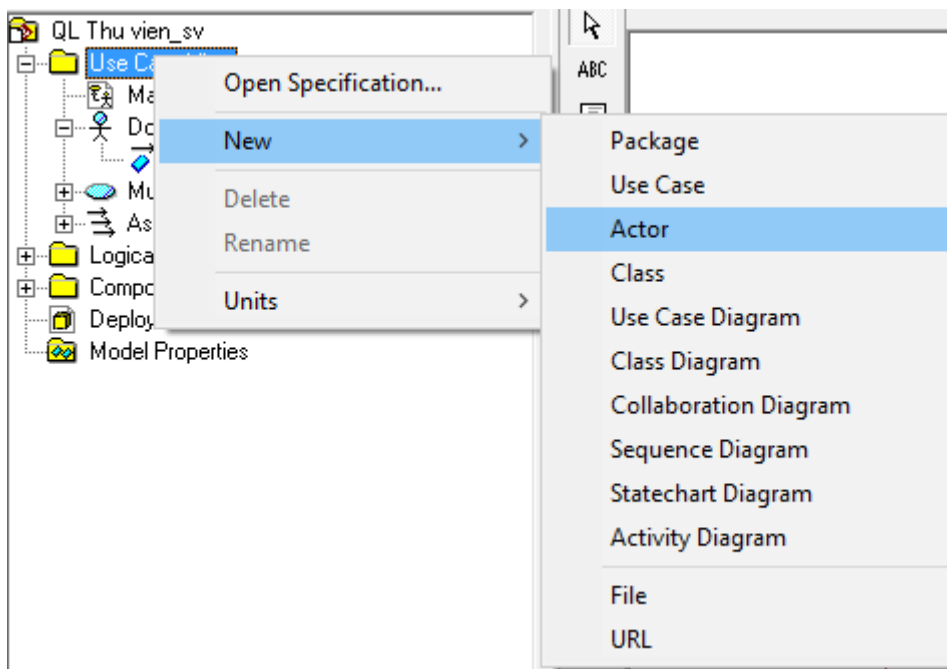 QL Thu vien_sv
Use Ca
Ma
Do
Mu
As
Logica
Compo
Deploy
Model Properties
Open Specification...
New
Delete
Rename
Units
ABC
Package
Use Case
Actor
Class
Use Case Diagram
Class Diagram
Collaboration Diagram
Sequence Diagram
Statechart Diagram
Activity Diagram
File
URL